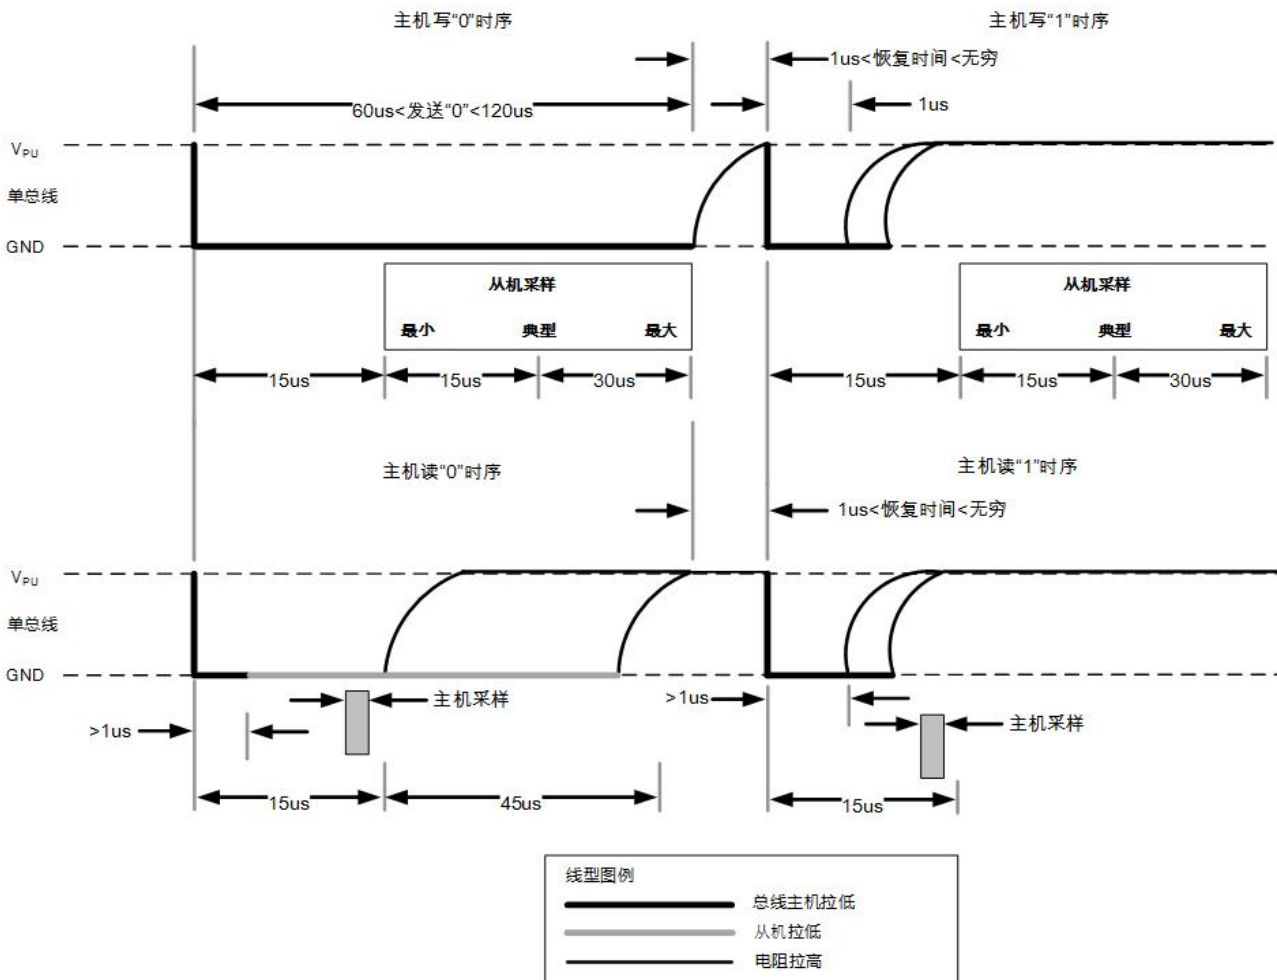 主机写“0”时序
主机写“1”时序
1us<恢复时间<无穷
60us<发送“0”<120us
1us
VPU
单总线
GND
从机采样
最小 典型 最大
从机采样
最小 典型 最大
15us 15us 30us
15us 15us 30us
主机读“0”时序
主机读“1”时序
1us<恢复时间<无穷
VPU
单总线
GND
主机采样
>1us
>1us
主机采样
15us 45us
15us
线型图例
总线主机拉低
从机拉低
电阻拉高